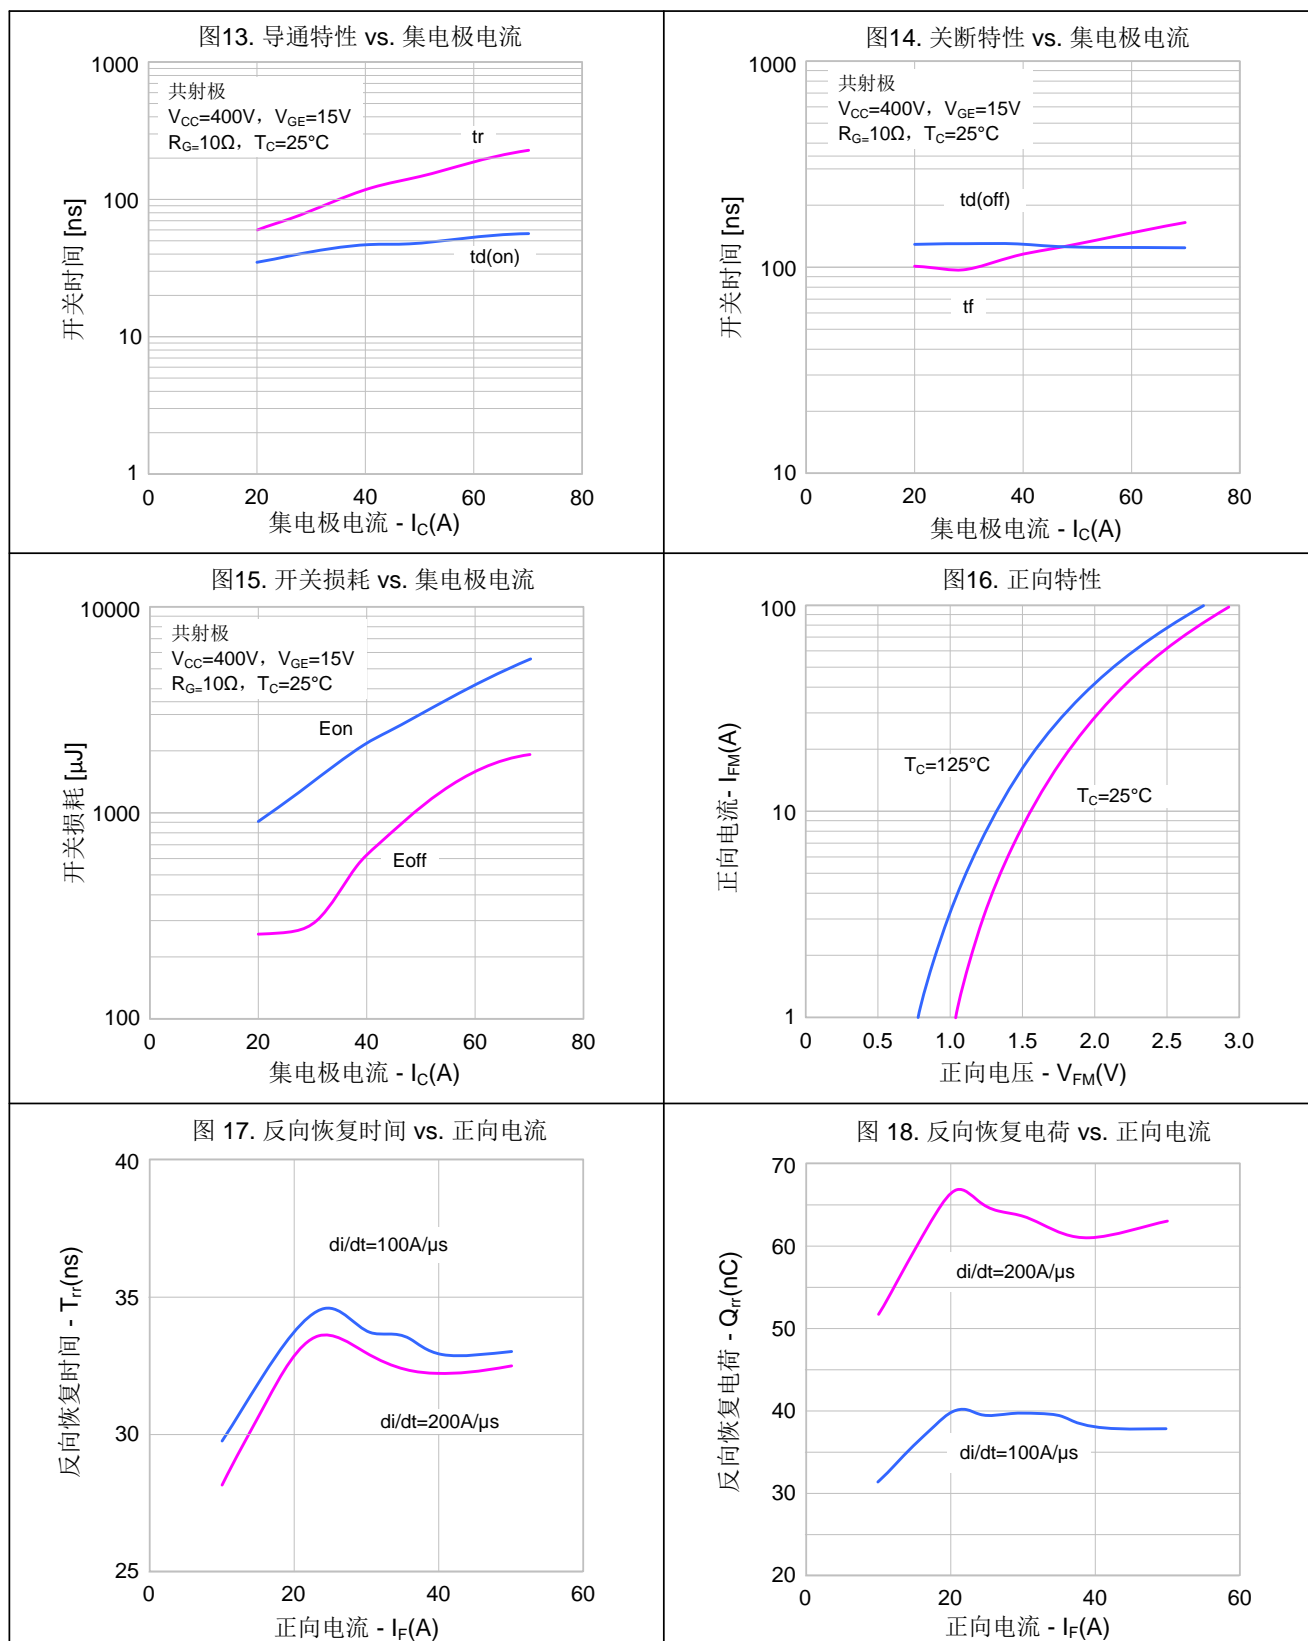 图13. 导通特性 vs. 集电极电流
1000
100
10
1
开关时间 [ns]
共射极
VCC=400V，VGE=15V
RG=10Ω，TC=25°C
tr
td(on)
0 20 40 60 80
集电极电流 - IC(A)
图14. 关断特性 vs. 集电极电流
1000
100
10
开关时间 [ns]
共射极
VCC=400V，VGE=15V
RG=10Ω，TC=25°C
td(off)
tf
0 20 40 60 80
集电极电流 - IC(A)
图15. 开关损耗 vs. 集电极电流
10000
1000
100
开关损耗 [μJ]
共射极
VCC=400V，VGE=15V
RG=10Ω，TC=25°C
Eon
Eoff
0 20 40 60 80
集电极电流 - IC(A)
图16. 正向特性
100
10
1
正向电流- IFM(A)
TC=125°C
TC=25°C
0 0.5 1.0 1.5 2.0 2.5 3.0
正向电压 - VFM(V)
图 17. 反向恢复时间 vs. 正向电流
40
35
30
25
反向恢复时间 - Trr(ns)
di/dt=100A/μs
di/dt=200A/μs
0 20 40 60
正向电流 - IF(A)
图 18. 反向恢复电荷 vs. 正向电流
70
60
50
40
30
20
反向恢复电荷 - Qrr(nC)
di/dt=200A/μs
di/dt=100A/μs
0 20 40 60
正向电流 - IF(A)